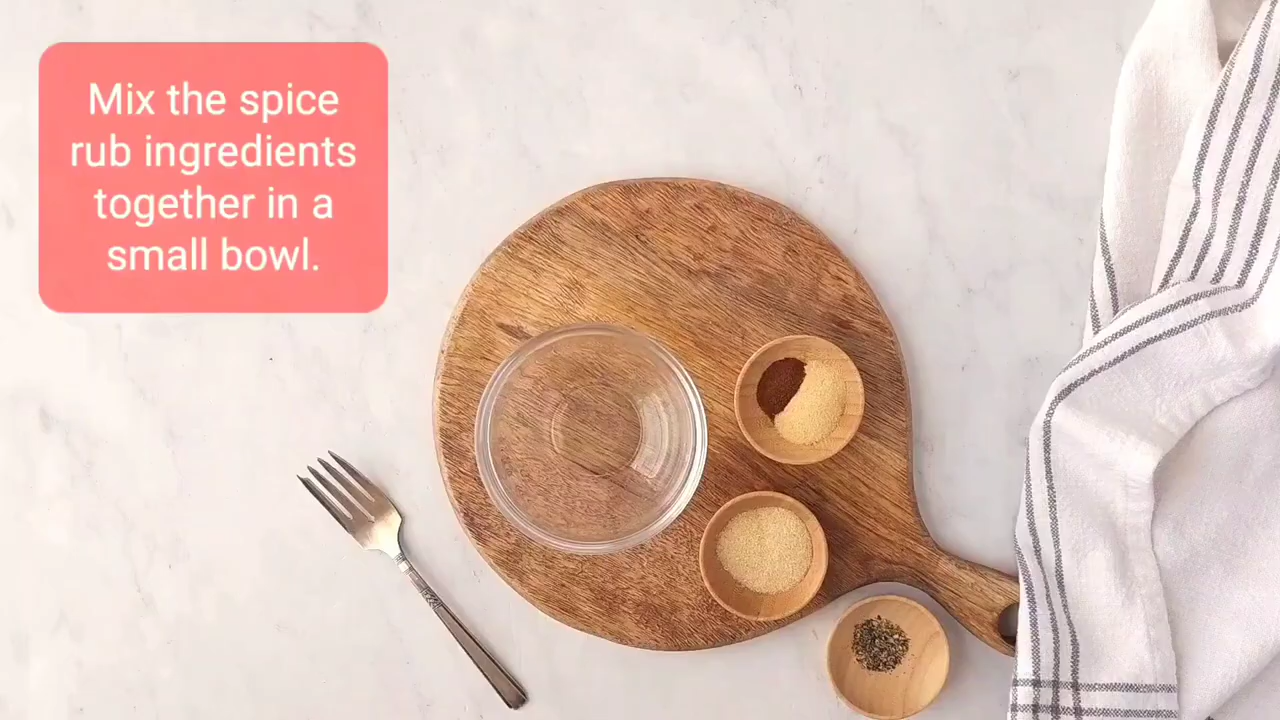 Mix the spice
rub ingredients
together in a
small bowl.